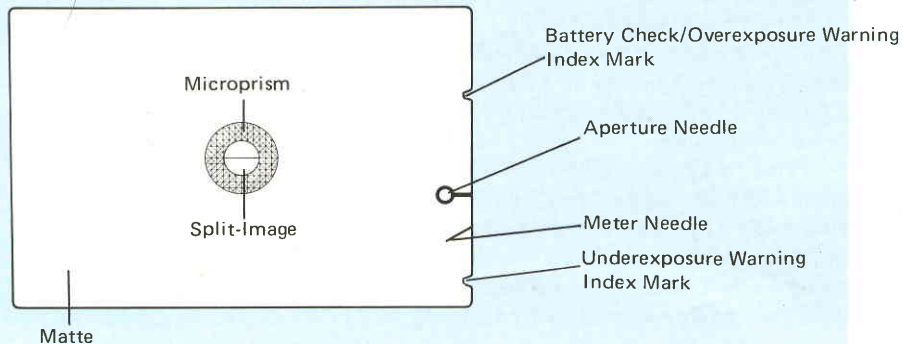 Battery Check/Overexposure Warning
Index Mark
Microprism
Aperture Needle
Split-Image
Meter Needle
Underexposure Warning
Index Mark
Matte